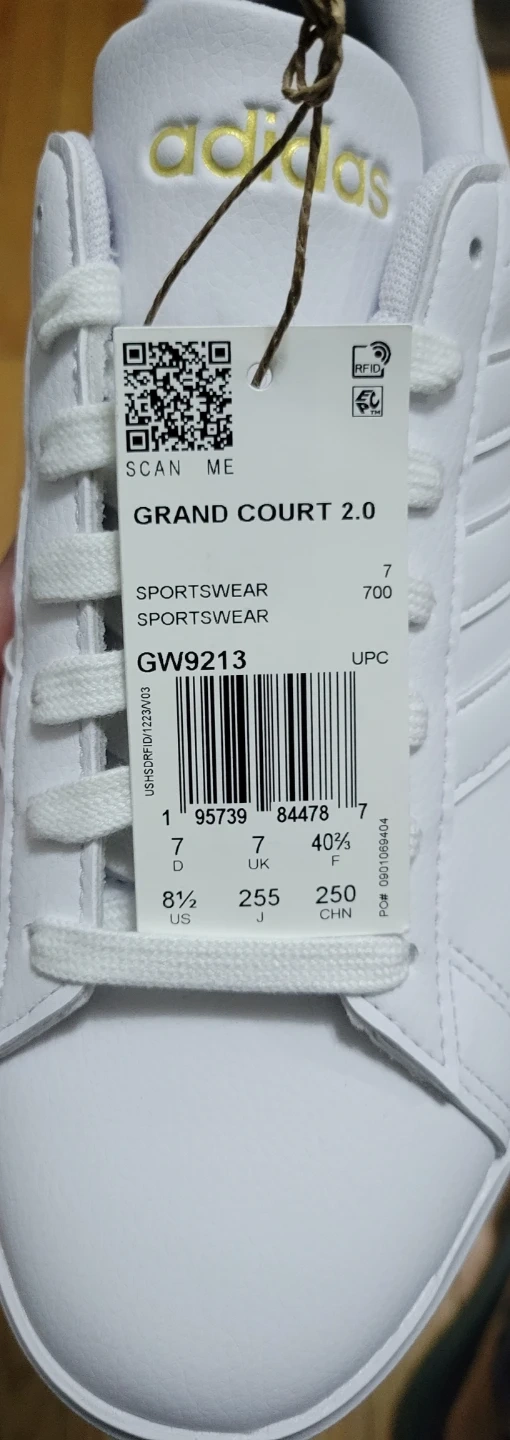 adidas
RFID
EPC™
SCAN ME
GRAND COURT 2.0
7
SPORTSWEAR 700
SPORTSWEAR
GW9213 UPC
USHSDRFID/1223/V03
1 95739 84478 7
7 7 40⅔
D UK F
8½ 255 250
US J CHN
PO# 0901069404